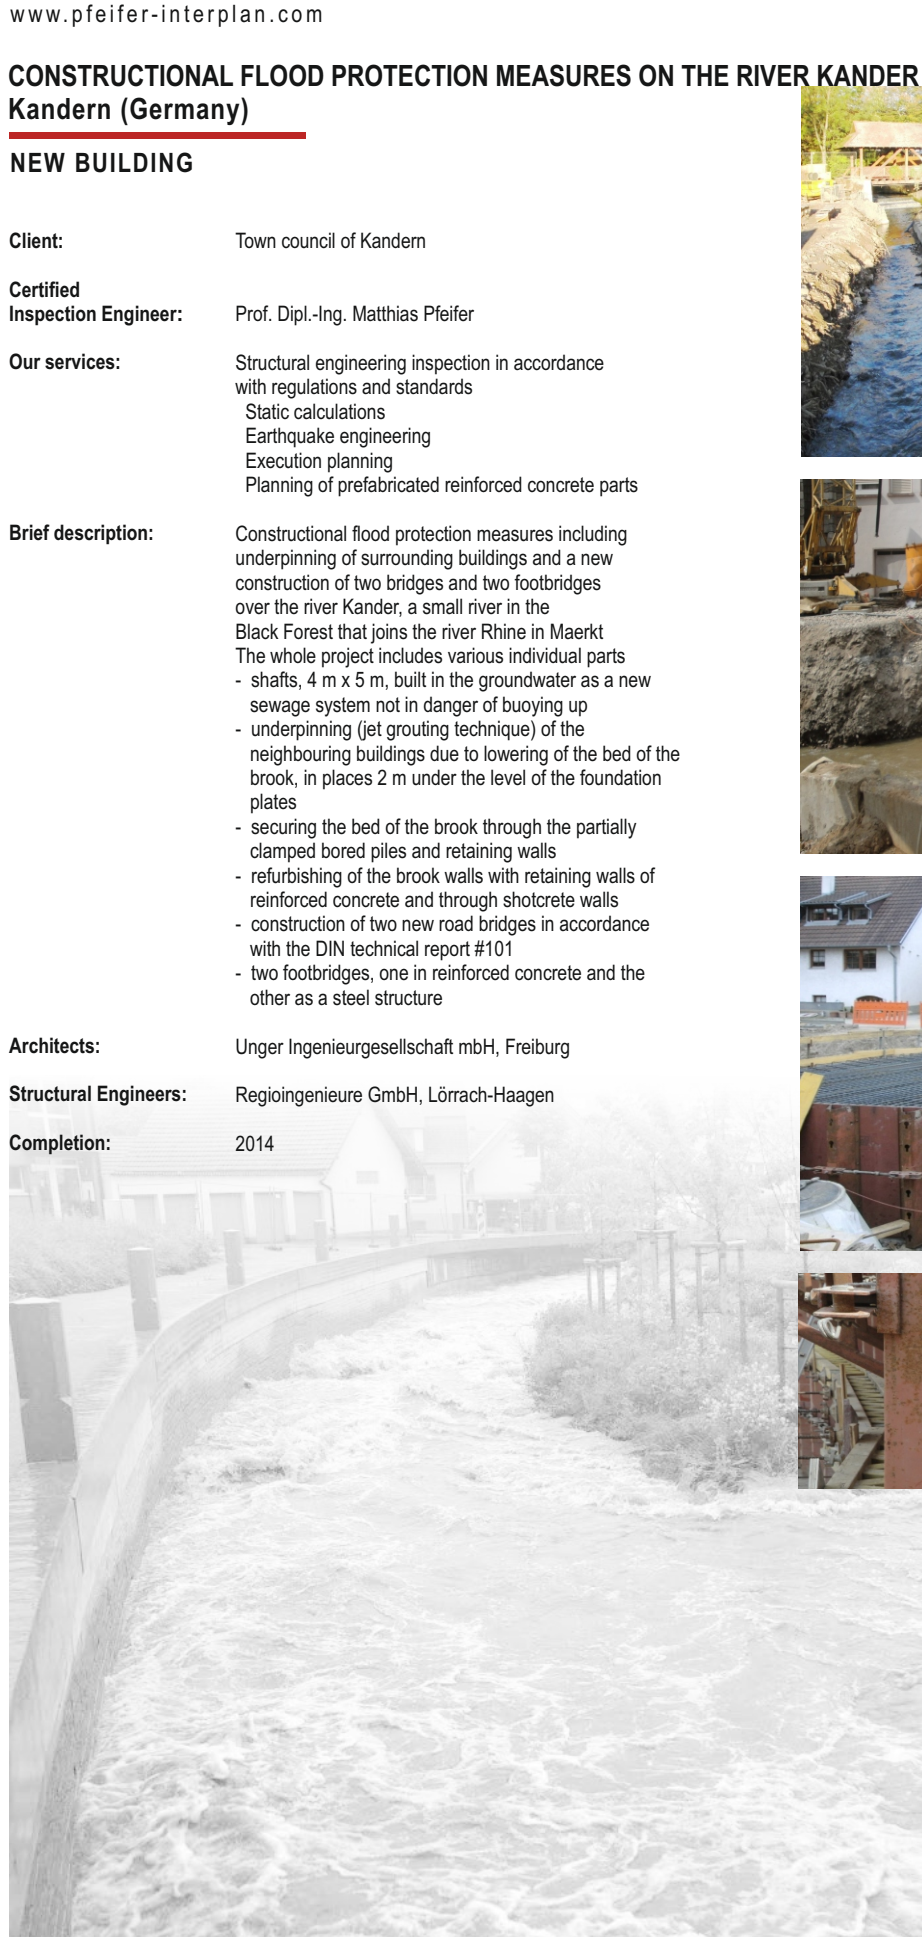 www.pfeifer-interplan.com
CONSTRUCTIONAL FLOOD PROTECTION MEASURES ON THE RIVER KANDER
Kandern (Germany)
NEW BUILDING
Client: Town council of Kandern
Certified
Inspection Engineer: Prof. Dipl.-Ing. Matthias Pfeifer
Our services: Structural engineering inspection in accordance
with regulations and standards
Static calculations
Earthquake engineering
Execution planning
Planning of prefabricated reinforced concrete parts
Brief description: Constructional flood protection measures including
underpinning of surrounding buildings and a new
construction of two bridges and two footbridges
over the river Kander, a small river in the
Black Forest that joins the river Rhine in Maerkt
The whole project includes various individual parts
- shafts, 4 m x 5 m, built in the groundwater as a new
sewage system not in danger of buoying up
- underpinning (jet grouting technique) of the
neighbouring buildings due to lowering of the bed of the
brook, in places 2 m under the level of the foundation
plates
- securing the bed of the brook through the partially
clamped bored piles and retaining walls
- refurbishing of the brook walls with retaining walls of
reinforced concrete and through shotcrete walls
- construction of two new road bridges in accordance
with the DIN technical report #101
- two footbridges, one in reinforced concrete and the
other as a steel structure
Architects: Unger Ingenieurgesellschaft mbH, Freiburg
Structural Engineers: Regioingenieure GmbH, Lörrach-Haagen
Completion: 2014